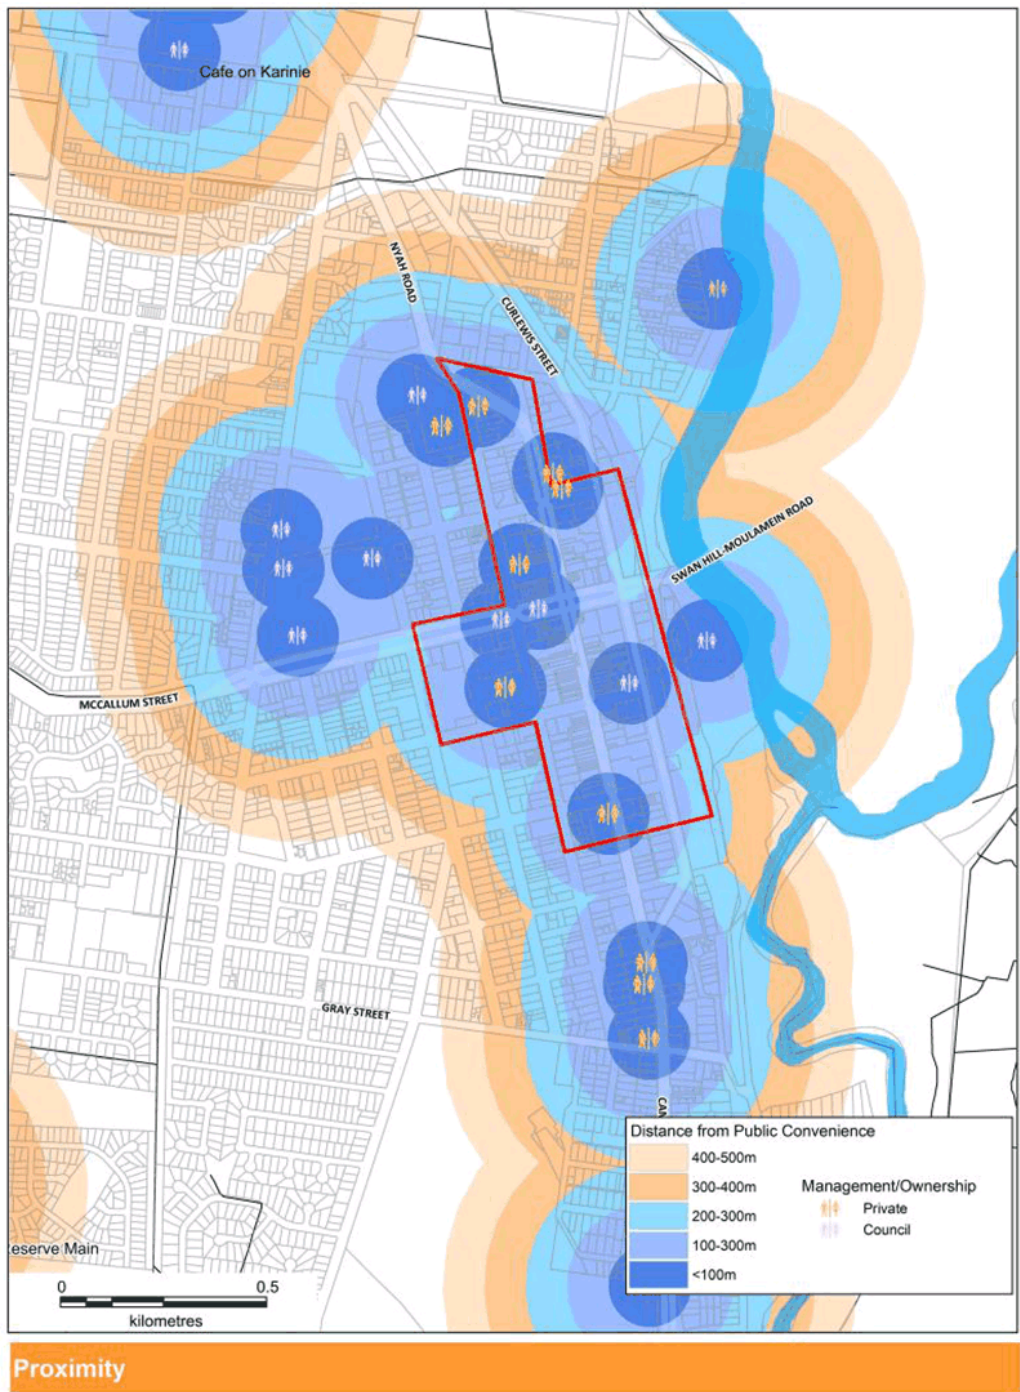 Cafe on Karinie
NYAH ROAD
CURLEWIS STREET
SWAN HILL-MOULAMEIN ROAD
MCCALLUM STREET
GRAY STREET
CAM
Distance from Public Convenience
400-500m
300-400m
200-300m
100-300m
<100m
Management/Ownership
Private
Council
eserve Main
0 0.5
kilometres
Proximity